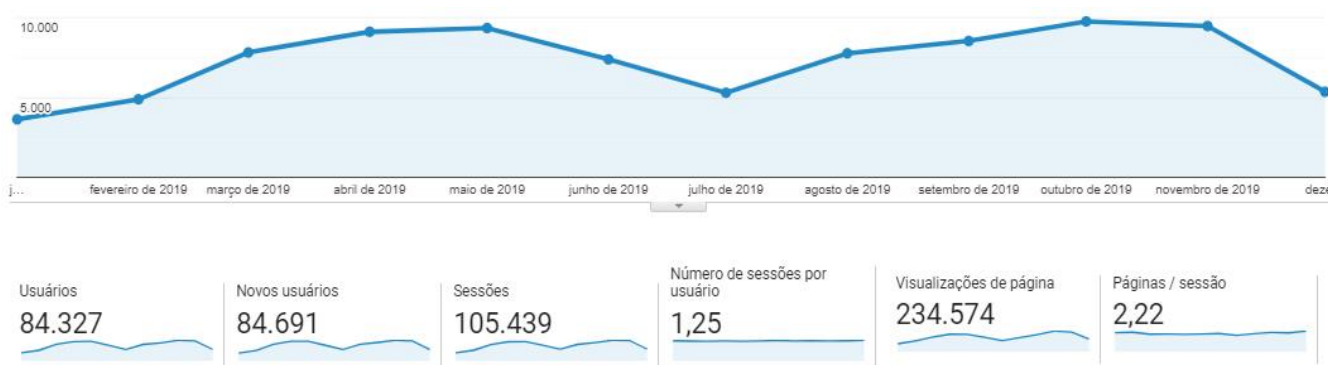 10.000
5.000
j...
fevereiro de 2019
março de 2019
abril de 2019
maio de 2019
junho de 2019
julho de 2019
agosto de 2019
setembro de 2019
outubro de 2019
novembro de 2019
deze
Usuários
84.327
Novos usuários
84.691
Sessões
105.439
Número de sessões por
usuário
1,25
Visualizações de página
234.574
Páginas / sessão
2,22